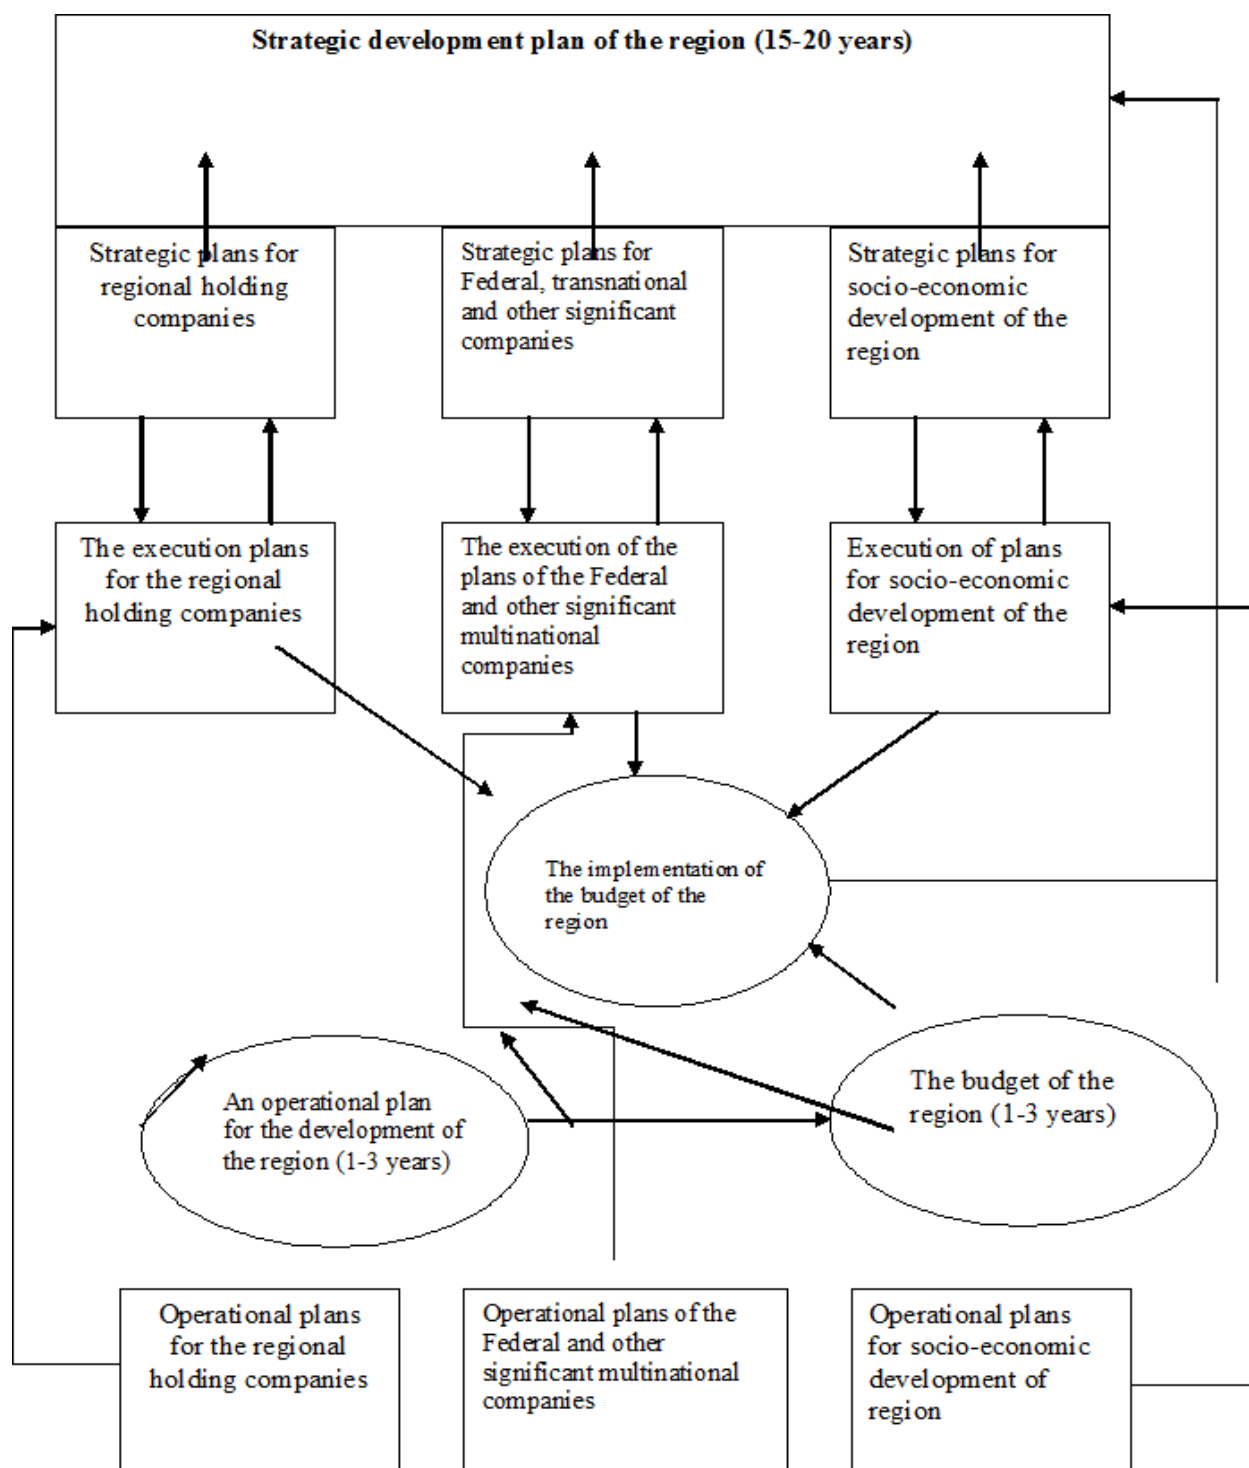 Strategic development plan of the region (15-20 years)
Strategic plans for
regional holding
companies
Strategic plans for
Federal, transnational
and other significant
companies
Strategic plans for
socio-economic
development of the
region
The execution plans
for the regional
holding companies
The execution of the
plans of the Federal
and other significant
multinational
companies
Execution of plans
for socio-economic
development of the
region
The implementation of
the budget of the
region
An operational plan
for the development of
the region (1-3 years)
The budget of the
region (1-3 years)
Operational plans
for the regional
holding companies
Operational plans of the
Federal and other
significant multinational
companies
Operational plans
for socio-economic
development of
region